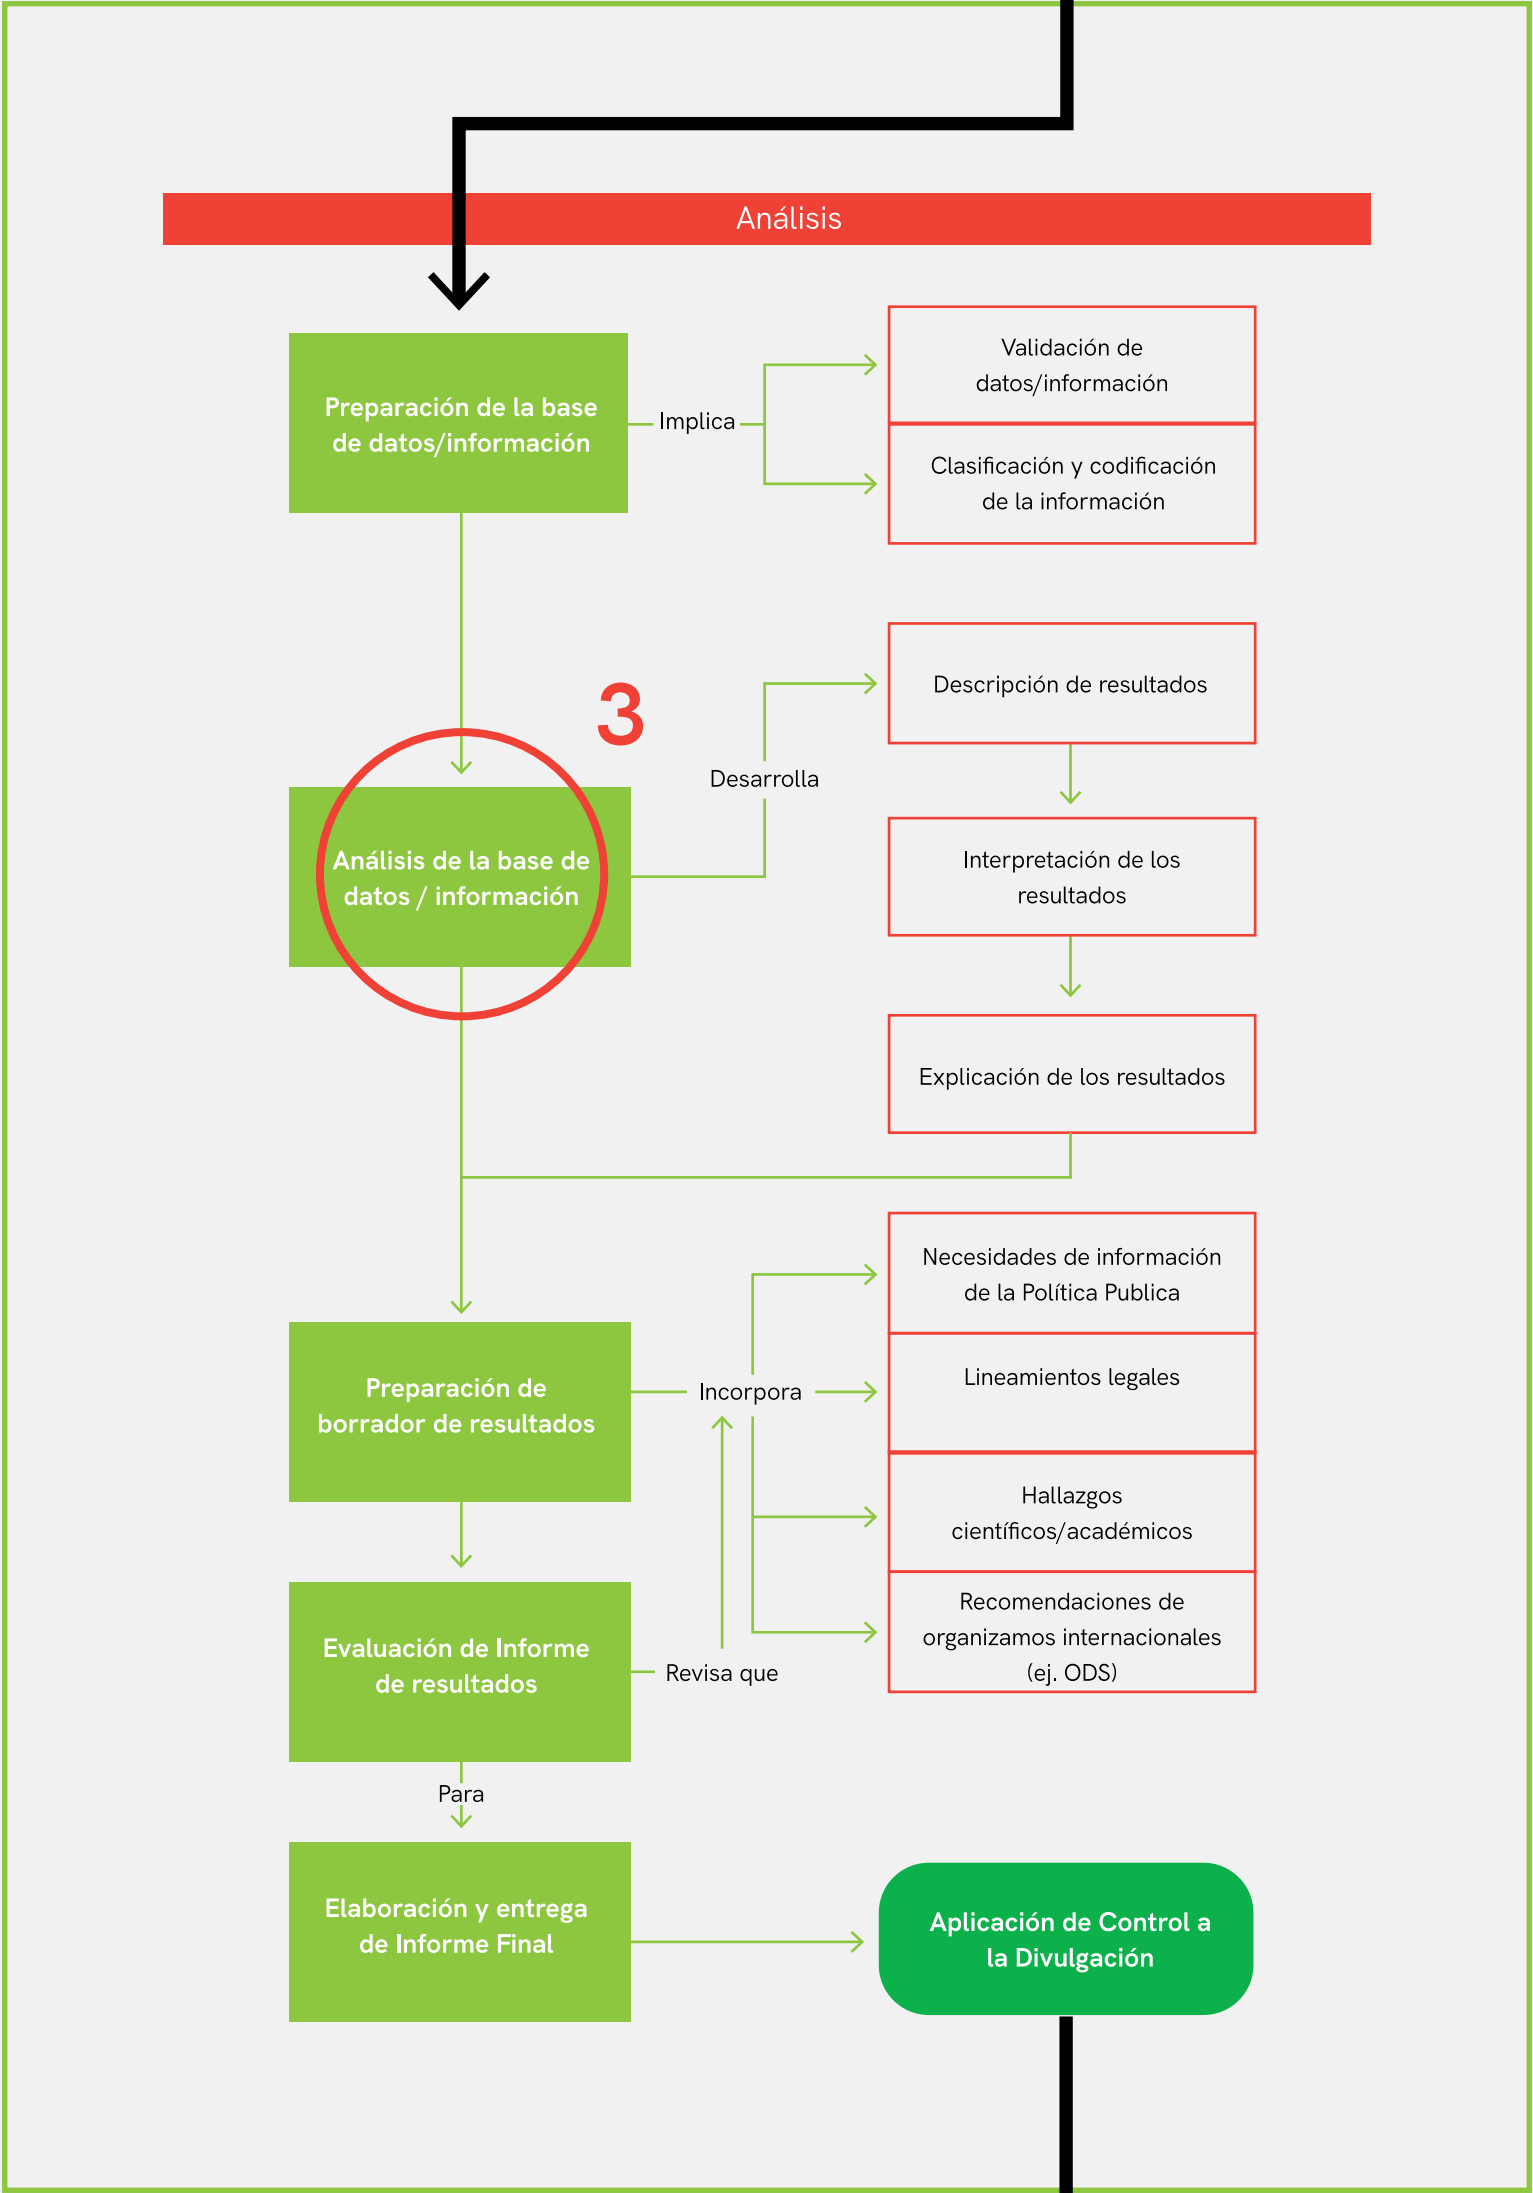 Análisis
Preparación de la base
de datos/información
Implica
Validación de
datos/información
Clasificación y codificación
de la información
3
Análisis de la base de
datos / información
Desarrolla
Descripción de resultados
Interpretación de los
resultados
Explicación de los resultados
Preparación de
borrador de resultados
Incorpora
Necesidades de información
de la Política Publica
Lineamientos legales
Hallazgos
científicos/académicos
Recomendaciones de
organizamos internacionales
(ej. ODS)
Evaluación de Informe
de resultados
Revisa que
Para
Elaboración y entrega
de Informe Final
Aplicación de Control a
la Divulgación